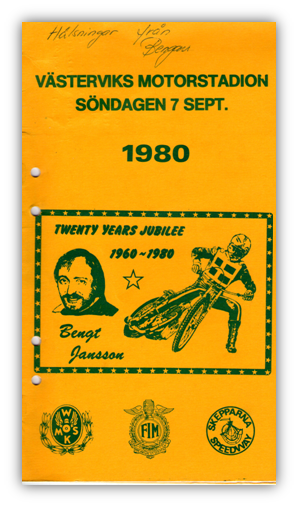 Hälsningar från
Bengan
VÄSTERVIKS MOTORSTADION
SÖNDAGEN 7 SEPT.
1980
TWENTY YEARS JUBILEE
1960-1980
Bengt
Jansson
WMOSK
FIM
SKEPPARNA
SPEEDWAY